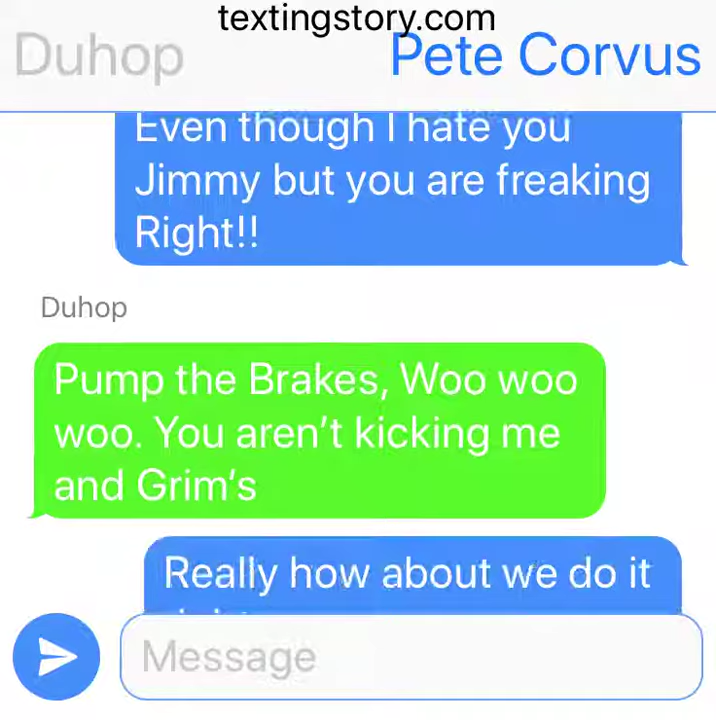 textingstory.com
Duhop
Pete Corvus
Even though I hate you
Jimmy but you are freaking
Right!!
Duhop
Pump the Brakes, Woo woo
woo. You aren't kicking me
and Grim's
Really how about we do it
Message